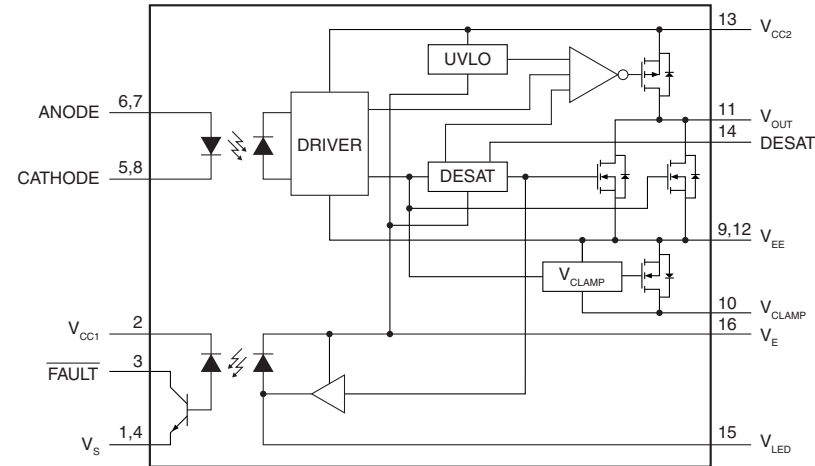 13 V_CC2
UVLO
ANODE 6,7
11 V_OUT
14 DESAT
DRIVER
CATHODE 5,8
DESAT
9,12 V_EE
V_CLAMP
10 V_CLAMP
V_CC1 2
16 V_E
FAULT 3
V_S 1,4
15 V_LED